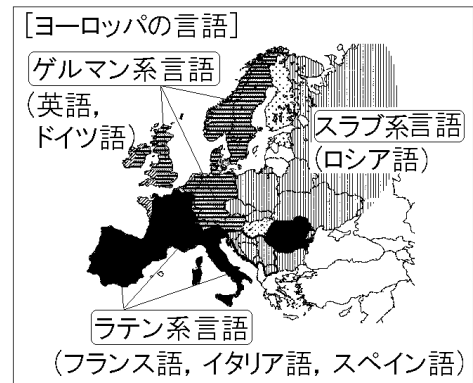 [ヨーロッパの言語]
ゲルマン系言語
(英語,
ドイツ語)
スラブ系言語
(ロシア語)
ラテン系言語
(フランス語, イタリア語, スペイン語)